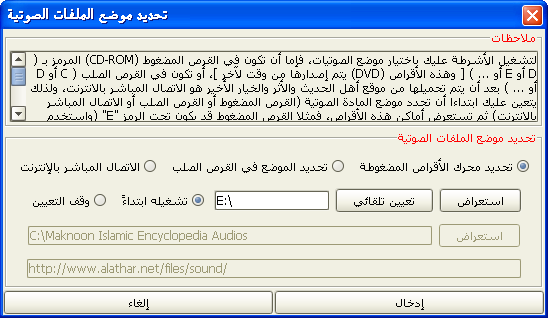 تحديد موضع الملفات الصوتية
ملاحظات
لتشغيل الأشرطة عليك باختيار موضع الصوتيات، فإما أن تكون في القرص المضغوط (CD-ROM) المرمز بـ (
D أو E أو ... ) [ وهذه الأقراص (DVD) يتم إصدارها من وقت لآخر ]، أو تكون في القرص الصلب ( C أو D
أو ... ) بعد أن يتم تحميلها من موقع أهل الحديث والأثر والخيار الأخير هو الاتصال المباشر بالانترنت، ولذلك
يتعين عليك ابتداءا أن تحدد موضع المادة الصوتية (القرص المضغوط أو القرص الصلب أو الاتصال المباشر
بالانترنت) ثم تستعرض أماكن هذه الأقراص، فمثلا القرص المضغوط قد يكون تحت الرمز "E" (واستخدم
تحديد موضع الملفات الصوتية
تحديد محرك الأقراص المضغوطة تحديد الموضع في القرص الصلب الاتصال المباشر بالإنترنت
استعراض تعيين تلقائي E:\ تشغيله ابتداءً وقف التعيين
استعراض C:\Maknoon Islamic Encyclopedia Audios
http://www.alathar.net/files/sound/
إدخال إلغاء